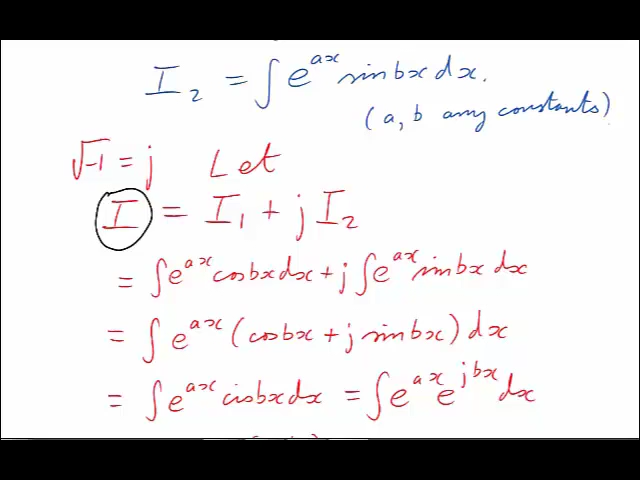 I₂ = ∫e^{ax} sin bx dx.
(a, b any constants)
√-1 = j Let
I = I₁ + j I₂
= ∫e^{ax} cos bx dx + j ∫e^{ax} sin bx dx
= ∫e^{ax} (cos bx + j sin bx) dx
= ∫e^{ax} cis bx dx = ∫e^{ax} e^{jbx} dx